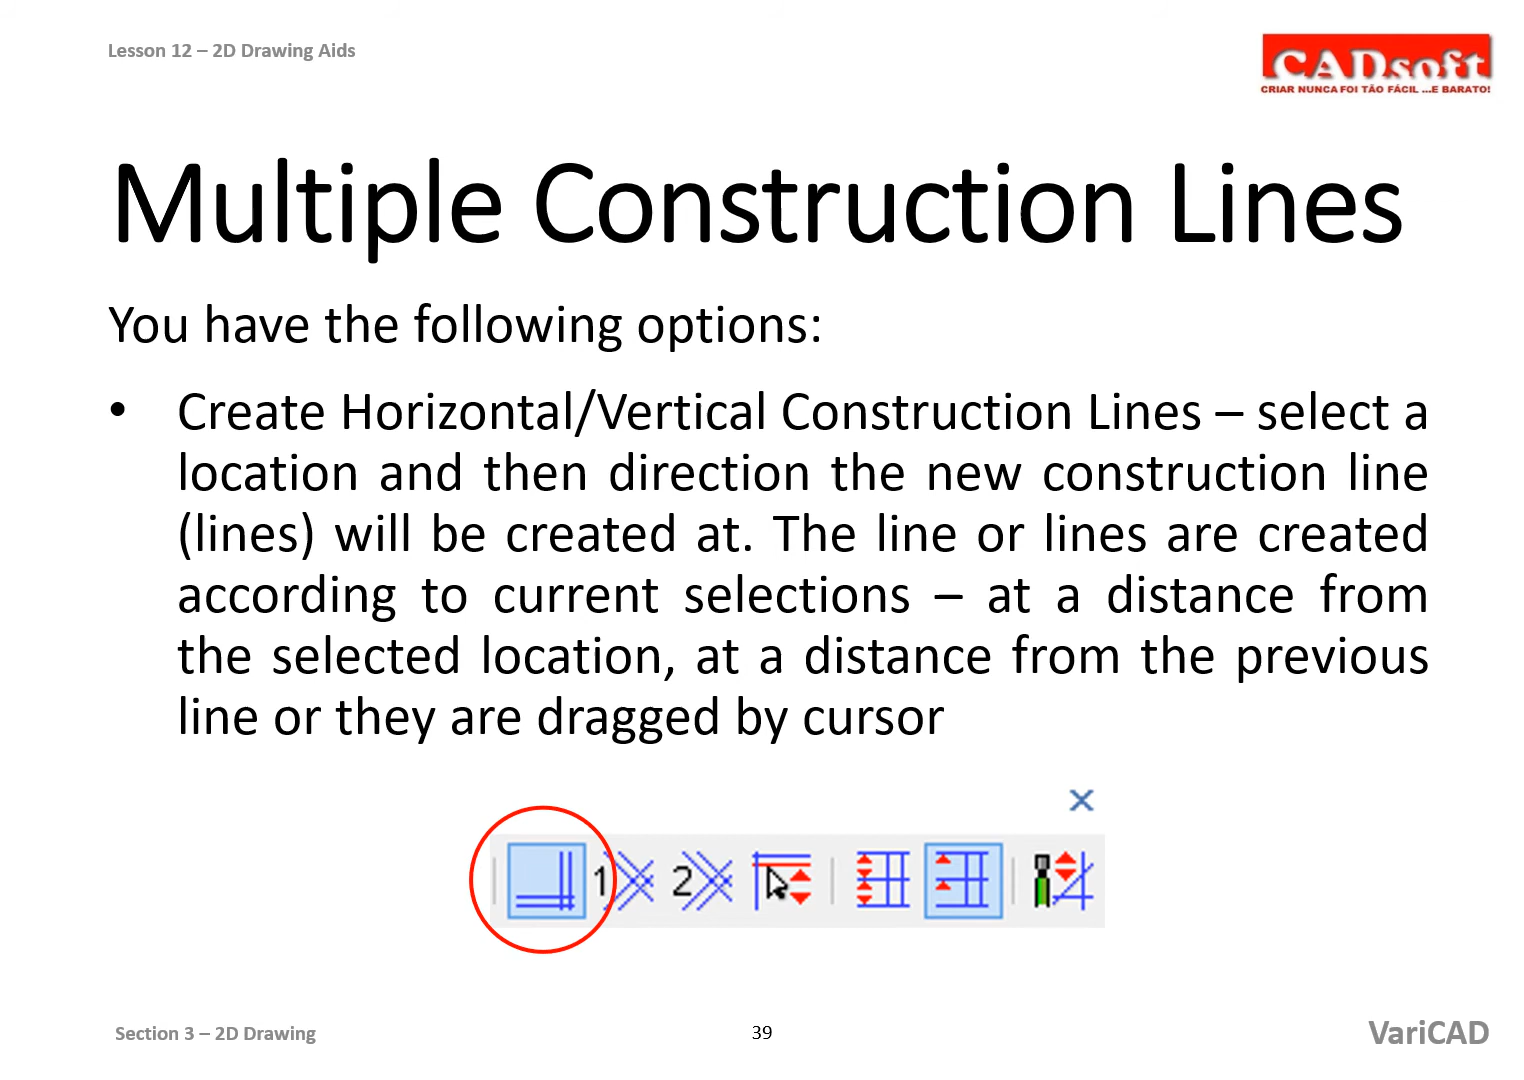 Lesson 12 – 2D Drawing Aids
CADsoft
CRIAR NUNCA FOI TÃO FÁCIL ...E BARATO!
Multiple Construction Lines
You have the following options:
• Create Horizontal/Vertical Construction Lines – select a
location and then direction the new construction line
(lines) will be created at. The line or lines are created
according to current selections – at a distance from
the selected location, at a distance from the previous
line or they are dragged by cursor
1 2
Section 3 – 2D Drawing
39
VariCAD